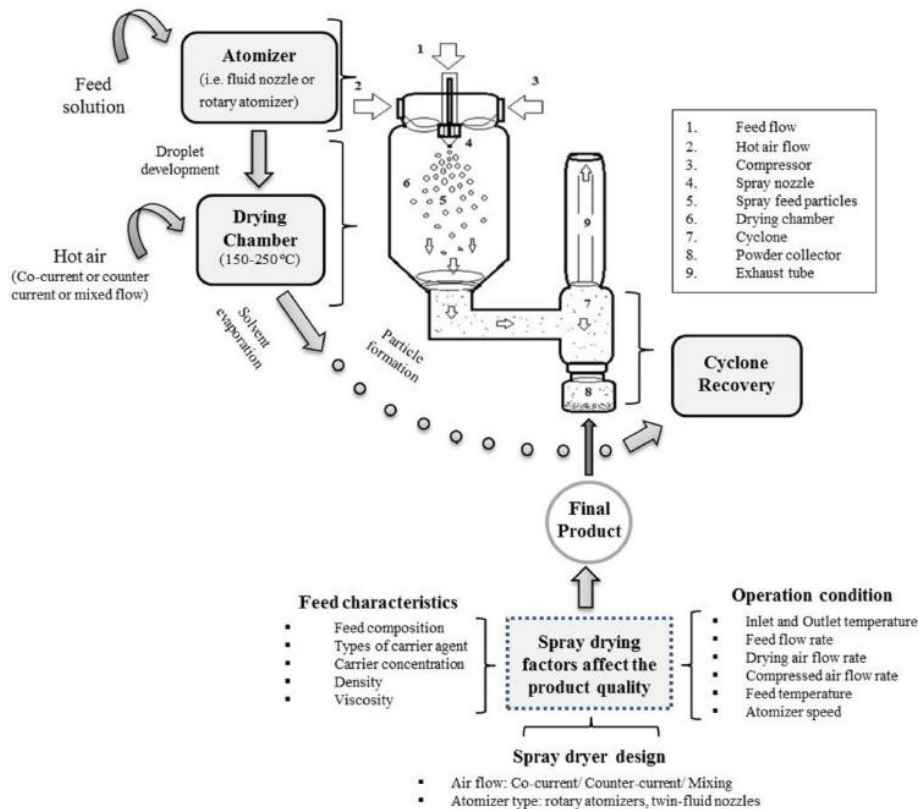 Feed
solution
Atomizer
(i.e. fluid nozzle or
rotary atomizer)
Droplet
development
Drying
Chamber
(150-250 °C)
Hot air
(Co-current or counter
current or mixed flow)
Solvent
evaporation
Particle
formation
1
2
3
4
5
6
7
8
9
1. Feed flow
2. Hot air flow
3. Compressor
4. Spray nozzle
5. Spray feed particles
6. Drying chamber
7. Cyclone
8. Powder collector
9. Exhaust tube
Cyclone
Recovery
Final
Product
Feed characteristics
▪ Feed composition
▪ Types of carrier agent
▪ Carrier concentration
▪ Density
▪ Viscosity
Spray drying
factors affect the
product quality
Operation condition
▪ Inlet and Outlet temperature
▪ Feed flow rate
▪ Drying air flow rate
▪ Compressed air flow rate
▪ Feed temperature
▪ Atomizer speed
Spray dryer design
▪ Air flow: Co-current/ Counter-current/ Mixing
▪ Atomizer type: rotary atomizers, twin-fluid nozzles